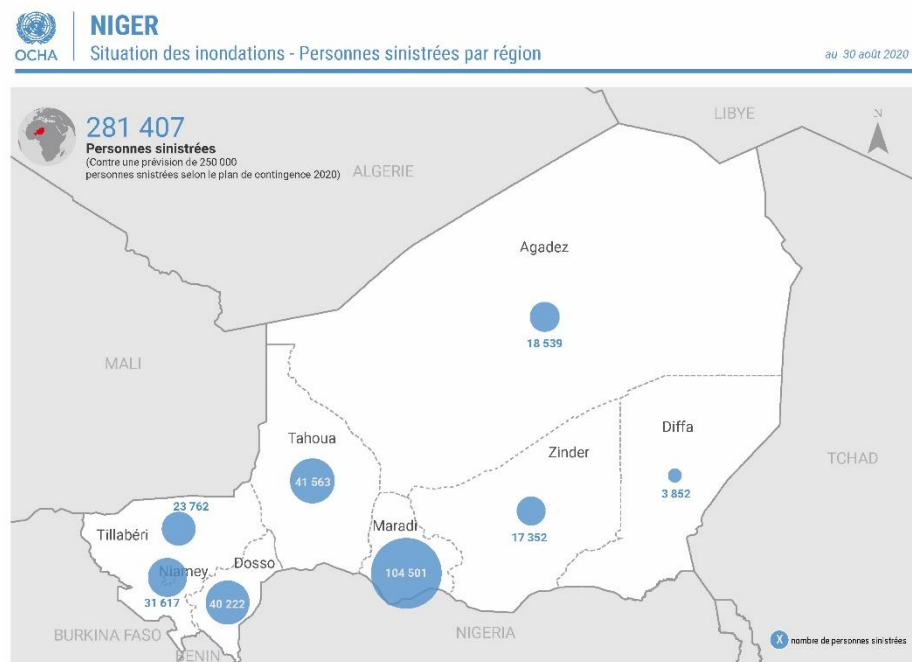 OCHA
NIGER
Situation des inondations - Personnes sinistrées par région
au 30 août 2020
281 407
Personnes sinistrées
(Contre une prévision de 250 000
personnes snistrées selon le plan de contingence 2020)
ALGERIE
LIBYE
N
Agadez
18 539
MALI
Tahoua
41 563
Zinder
17 352
Diffa
3 852
TCHAD
23 762
Tillabéri
Maradi
104 501
Niamey
31 617
Dosso
40 222
BURKINA FASO
BENIN
NIGERIA
X nombre de personnes sinistrées